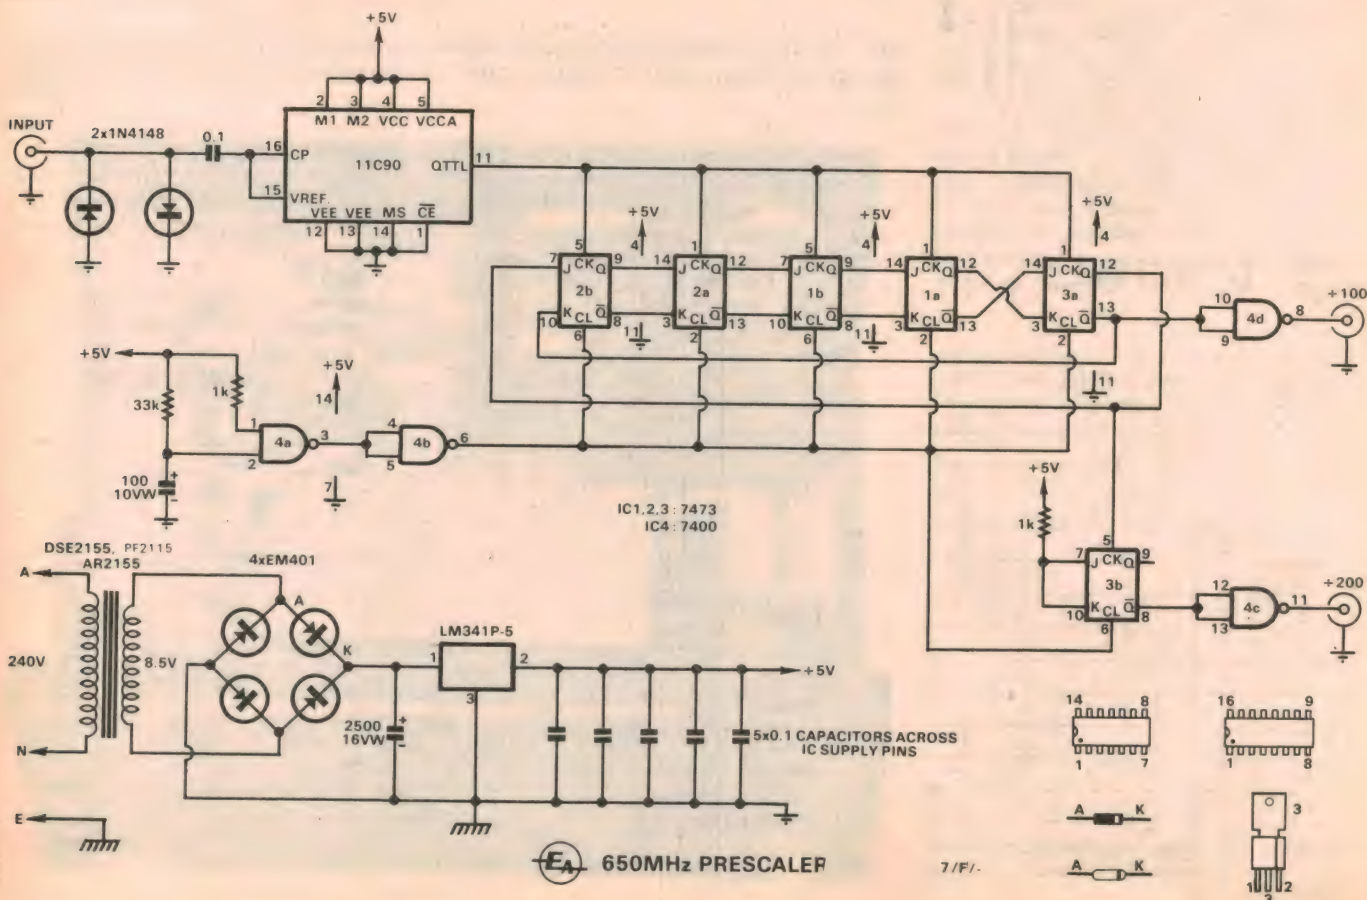 +5V
2 3 4 5
M1 M2 VCC VCCA
INPUT
2x1N4148
0.1
16 CP
11C90
QTTL 11
15 VREF.
VEE VEE MS CE
12 13 14 1
+5V
4
+5V
4
+5V
4
5 1 5 1 1
7 J CK Q 9
2b
10 K CL Q 8
6
14 J CK Q 12
2a
3 K CL Q 13
2
7 J CK Q 9
1b
10 K CL Q 8
6
14 J CK Q 12
1a
3 K CL Q 13
2
14 J CK Q 12
3a
3 K CL Q 13
2
11
11
11
10
9
4d
8
+100
+5V
33k
1k
+5V
14
1
2
4a
3
7
4
5
4b
6
100
10VW
+
-
IC1,2,3 : 7473
IC4 : 7400
+5V
1k
5
7 J CK Q 9
3b
10 K CL Q 8
6
12
13
4c
11
+200
DSE2155, PF2115
AR2155
A
240V
N
E
8.5V
4xEM401
A
K
LM341P-5
1 2
3
+5V
2500
16VW
+
-
5x0.1 CAPACITORS ACROSS
IC SUPPLY PINS
14 8
1 7
16 9
1 8
A K
A K
3
1 2
3
EA 650MHz PRESCALER
7/F/-